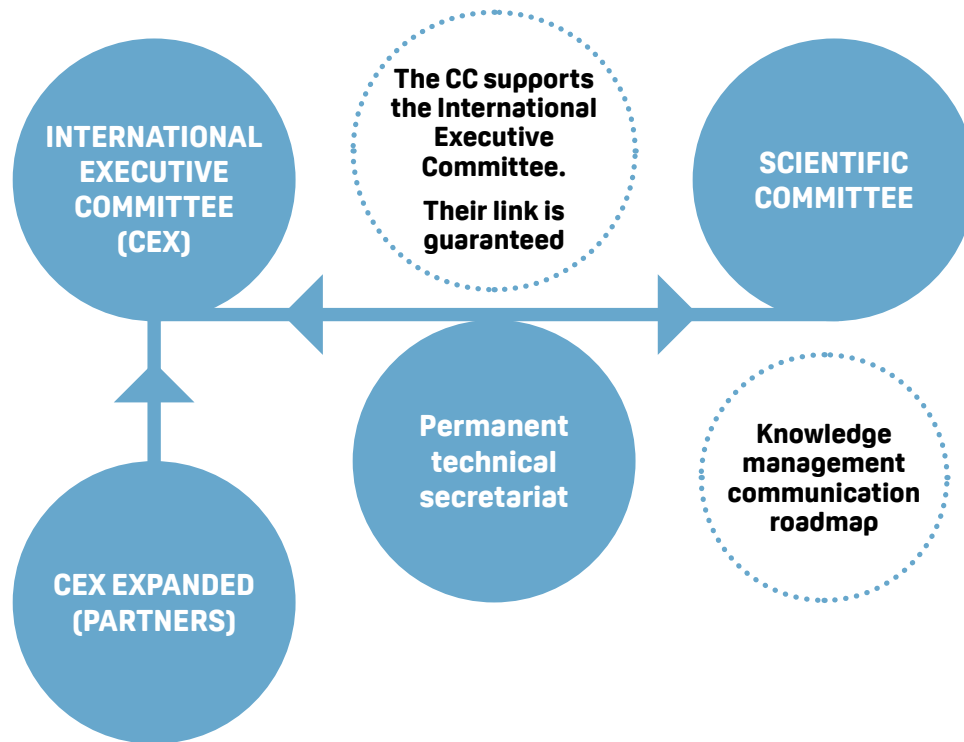 INTERNATIONAL
EXECUTIVE
COMMITTEE
(CEX)
The CC supports
the International
Executive
Committee.
Their link is
guaranteed
SCIENTIFIC
COMMITTEE
Permanent
technical
secretariat
Knowledge
management
communication
roadmap
CEX EXPANDED
(PARTNERS)